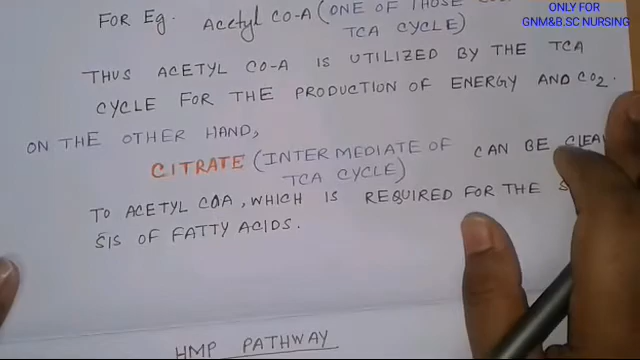 ONLY FOR
GNM&B.SC NURSING
FOR Eg. Acetyl CO-A (ONE OF THOSE
TCA CYCLE)
THUS ACETYL CO-A IS UTILIZED BY THE TCA
CYCLE FOR THE PRODUCTION OF ENERGY AND CO2.
ON THE OTHER HAND,
CITRATE (INTERMEDIATE OF CAN BE
TCA CYCLE)
TO ACETYL COA, WHICH IS REQUIRED FOR THE
SIS OF FATTY ACIDS.
HMP PATHWAY